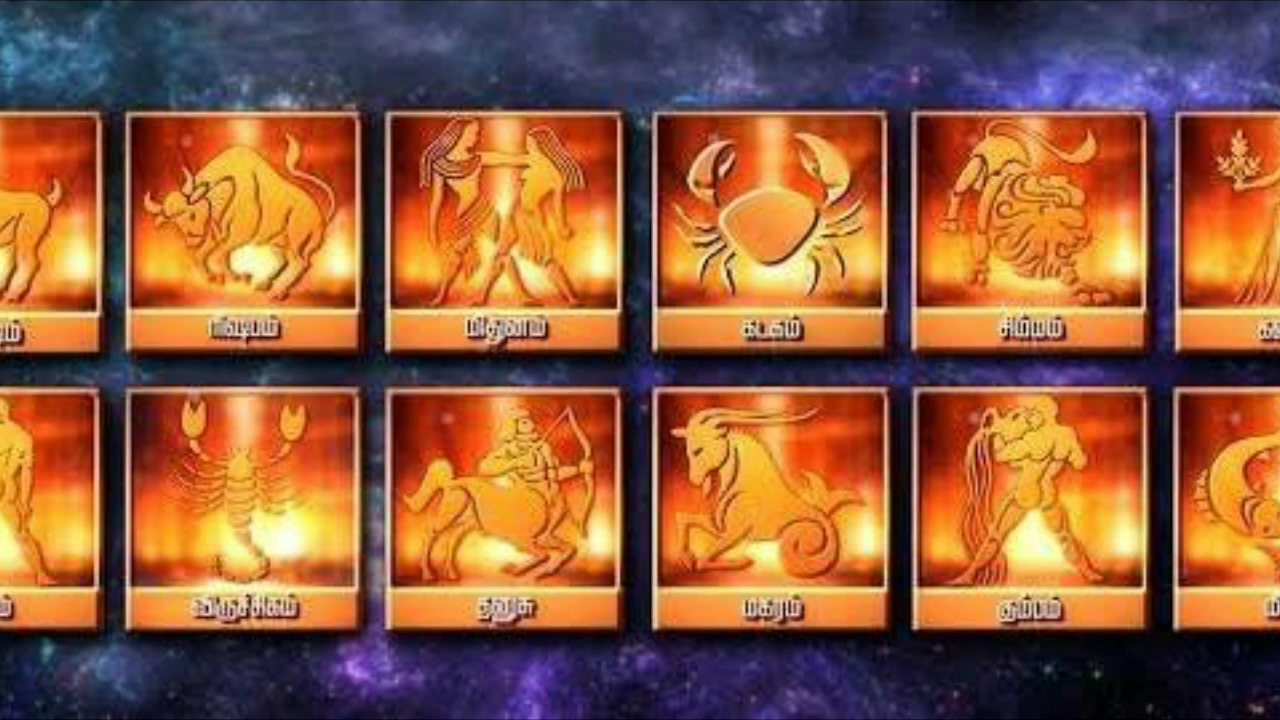 ரிஷபம்
மிதுனம்
கடகம்
சிம்மம்
விருச்சிகம்
தனுசு
மகரம்
கும்பம்